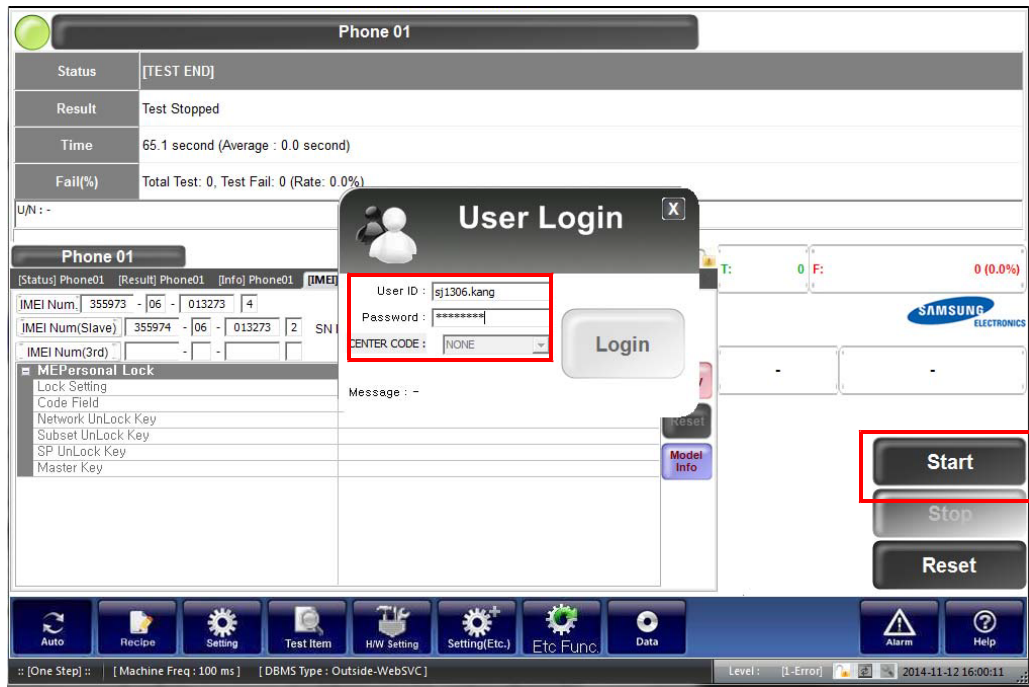 Phone 01
Status [TEST END]
Result Test Stopped
Time 65.1 second (Average : 0.0 second)
Fail(%) Total Test: 0, Test Fail: 0 (Rate: 0.0%)
U/N : -
User Login X
Phone 01
[Status] Phone01 [Result] Phone01 [Info] Phone01 [IMEI]
T: 0 F: 0 (0.0%)
User ID : sj1306.kang
Password : ********
CENTER CODE : NONE
Login
Message : -
IMEI Num. 355973 - 06 - 013273 4
IMEI Num(Slave) 355974 - 06 - 013273 2 SN
IMEI Num(3rd) - -
SAMSUNG
ELECTRONICS
MEPersonal Lock
Lock Setting
Code Field
Network UnLock Key
Subset UnLock Key
SP UnLock Key
Master Key
- -
Reset
Model
Info
Start
Stop
Reset
Auto Recipe Setting Test Item H/W Setting Setting(Etc.) Etc Func. Data Alarm Help
:: [One Step] :: [ Machine Freq : 100 ms ] [ DBMS Type : Outside-WebSVC ] Level : [1-Error] 2014-11-12 16:00:11